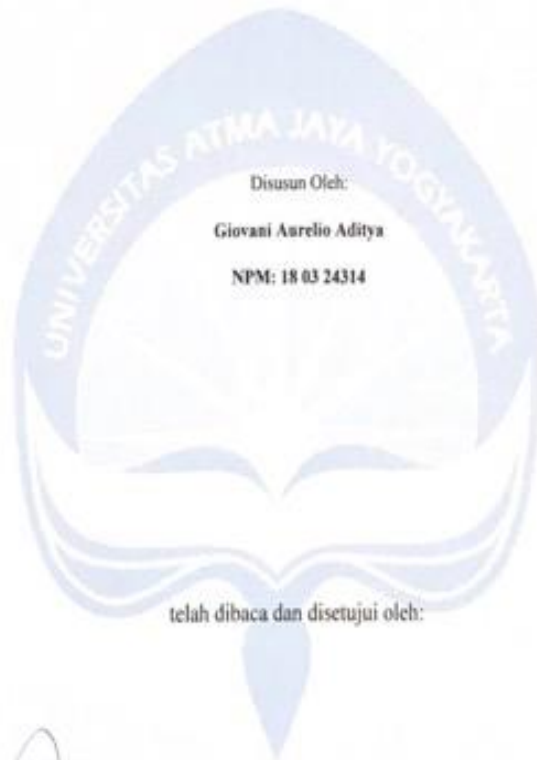 UNIVERSITAS ATMA JAYA YOGYAKARTA
Disusun Oleh:
Giovani Aurelio Aditya
NPM: 18 03 24314
telah dibaca dan disetujui oleh: